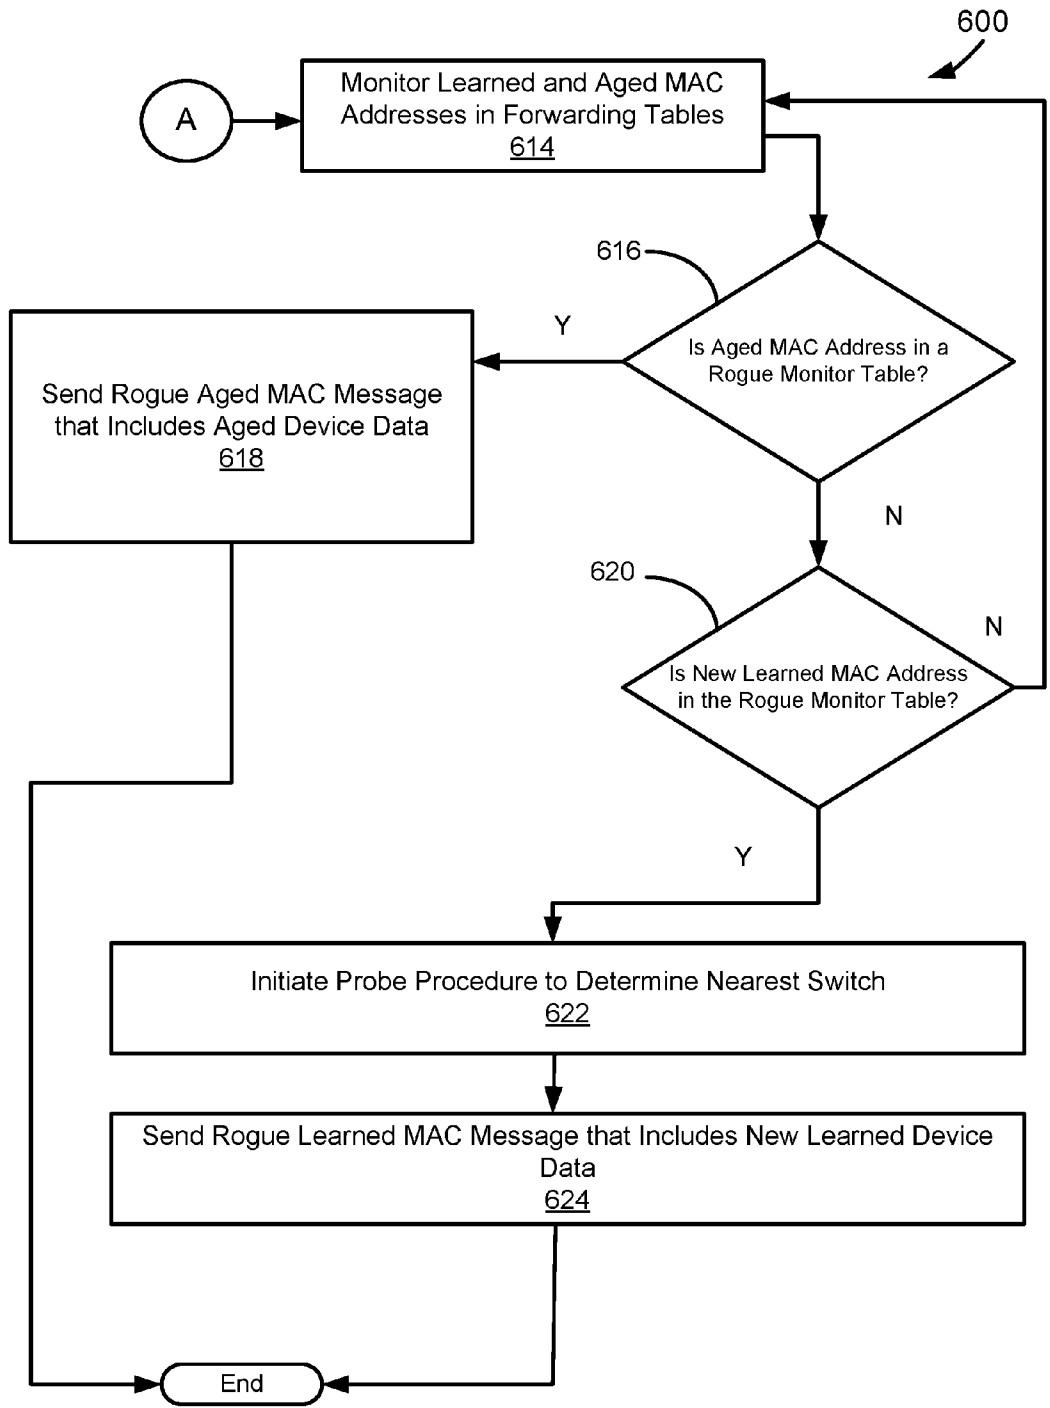 600
A
Monitor Learned and Aged MAC
Addresses in Forwarding Tables
614
616
Is Aged MAC Address in a
Rogue Monitor Table?
Y
Send Rogue Aged MAC Message
that Includes Aged Device Data
618
N
620
Is New Learned MAC Address
in the Rogue Monitor Table?
N
Y
Initiate Probe Procedure to Determine Nearest Switch
622
Send Rogue Learned MAC Message that Includes New Learned Device
Data
624
End